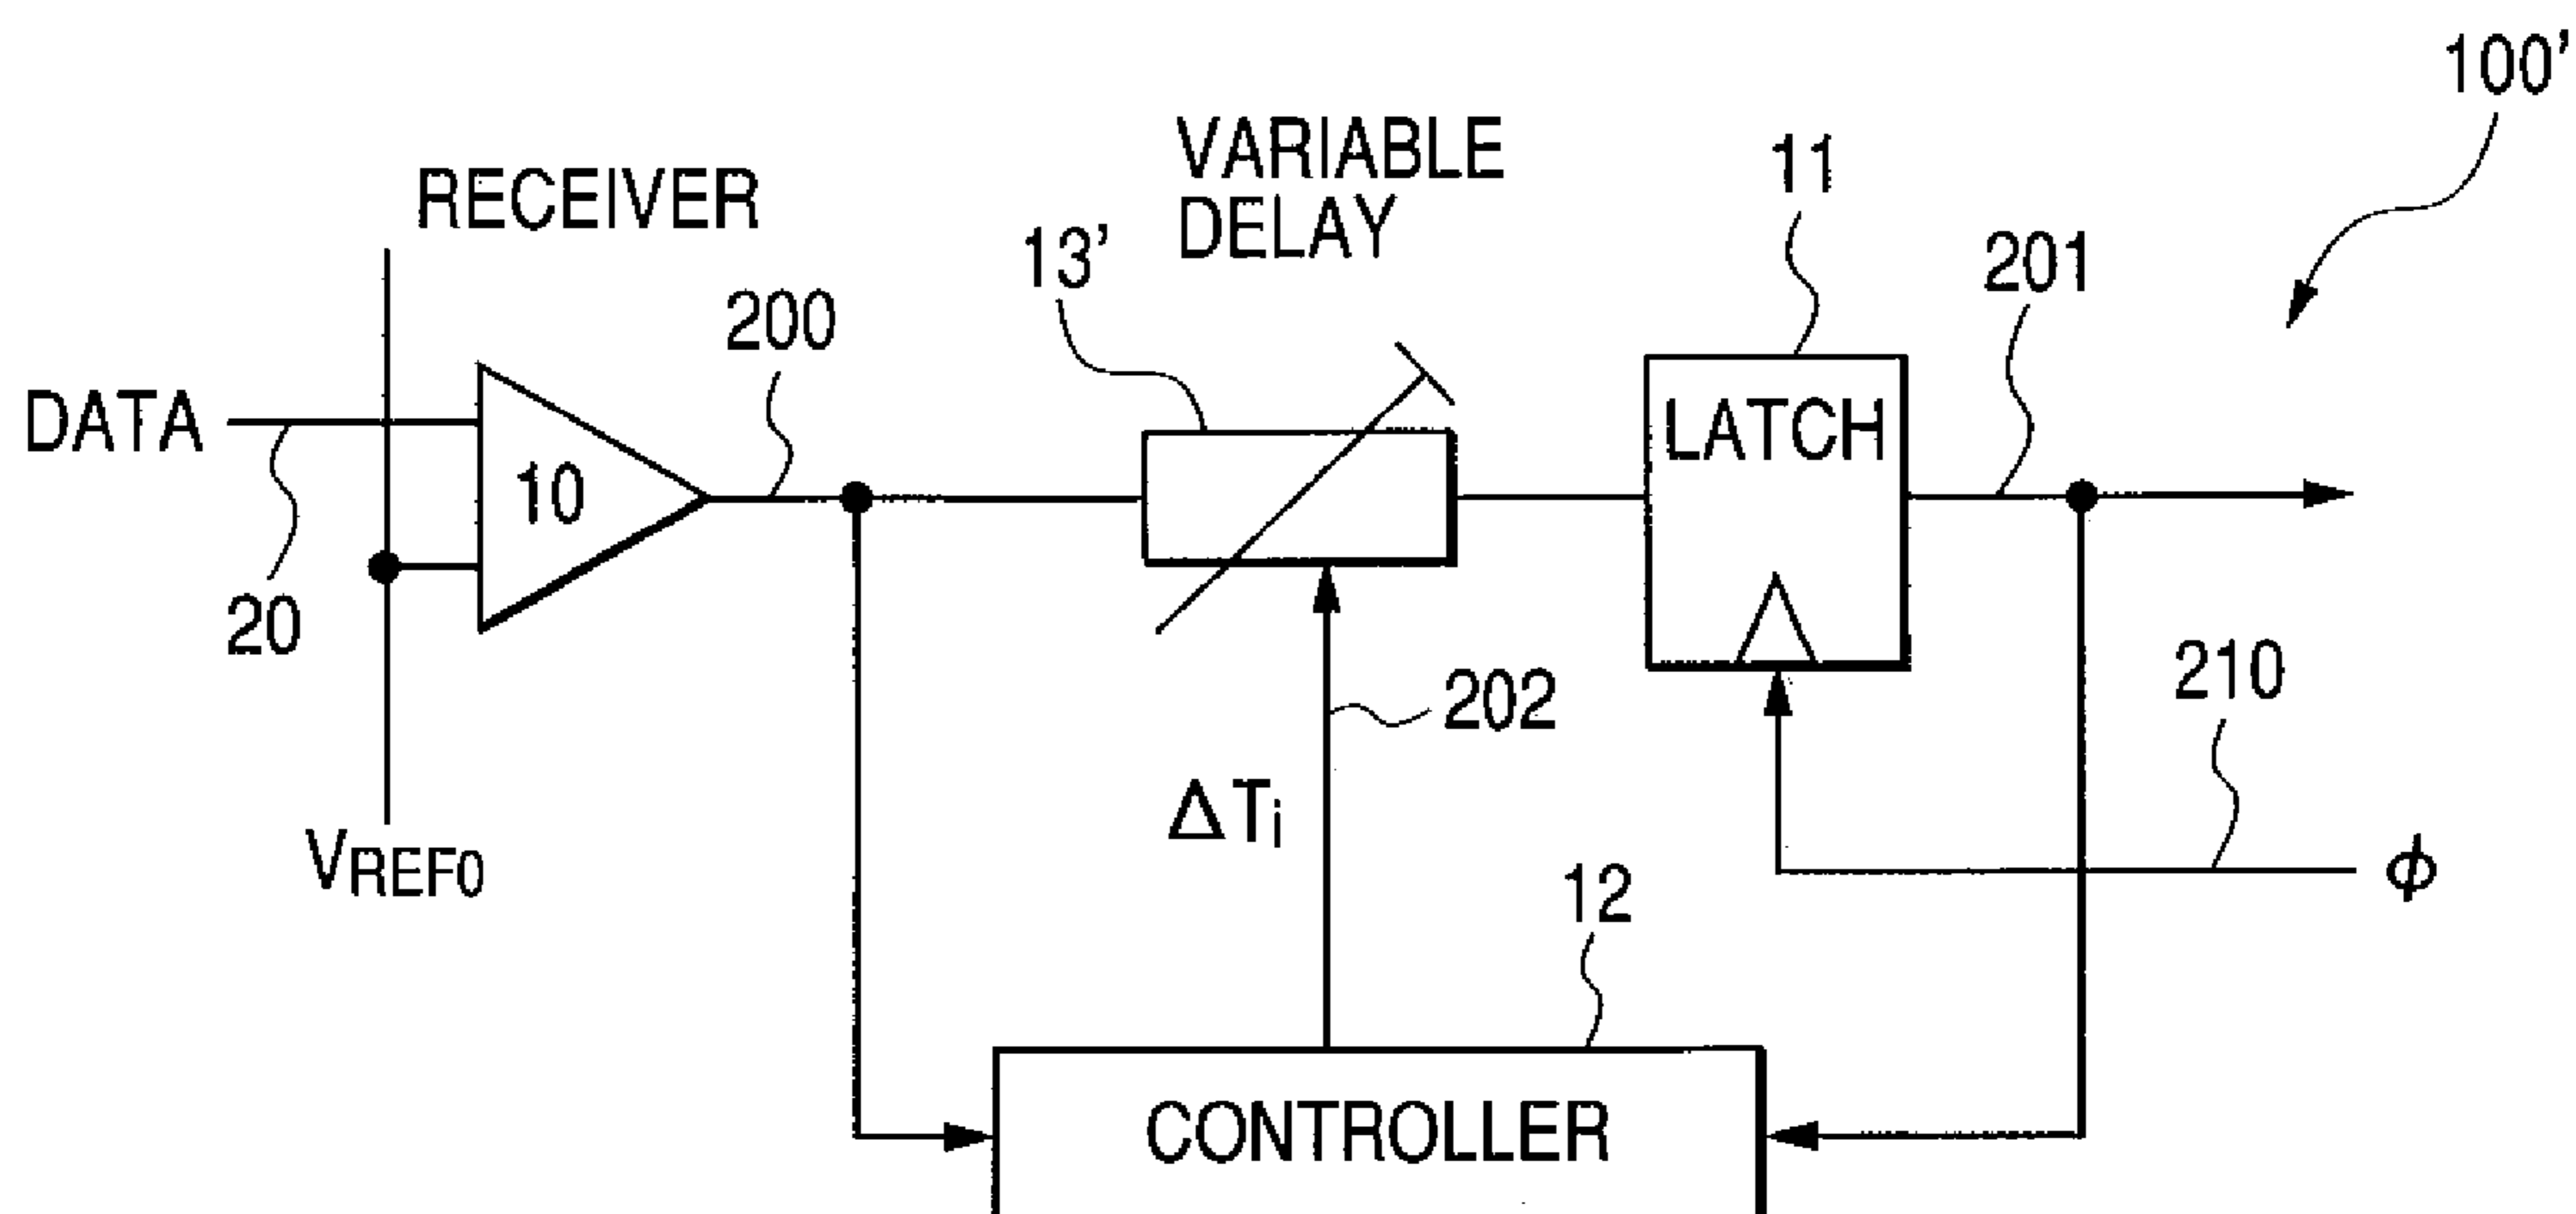 100'
VARIABLE
DELAY
11
RECEIVER
13'
201
200
DATA
LATCH
10
20
210
202
ΔTi
VREF0
12
ϕ
CONTROLLER